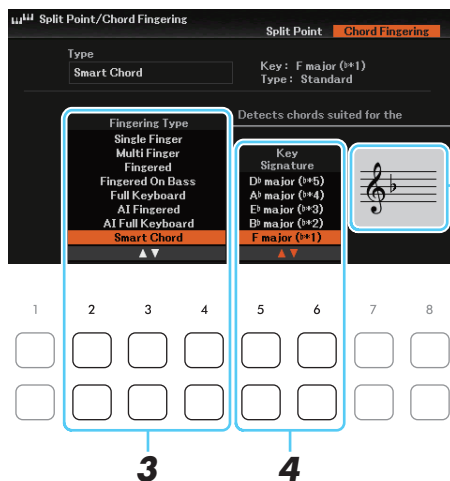 Split Point/Chord Fingering
Split Point Chord Fingering
Type
Smart Chord
Key: F major (♭*1)
Type: Standard
Detects chords suited for the
Fingering Type
Single Finger
Multi Finger
Fingered
Fingered On Bass
Full Keyboard
AI Fingered
AI Full Keyboard
Smart Chord
Key
Signature
D♭ major (♭*5)
A♭ major (♭*4)
E♭ major (♭*3)
B♭ major (♭*2)
F major (♭*1)
1 2 3 4 5 6 7 8
3 4